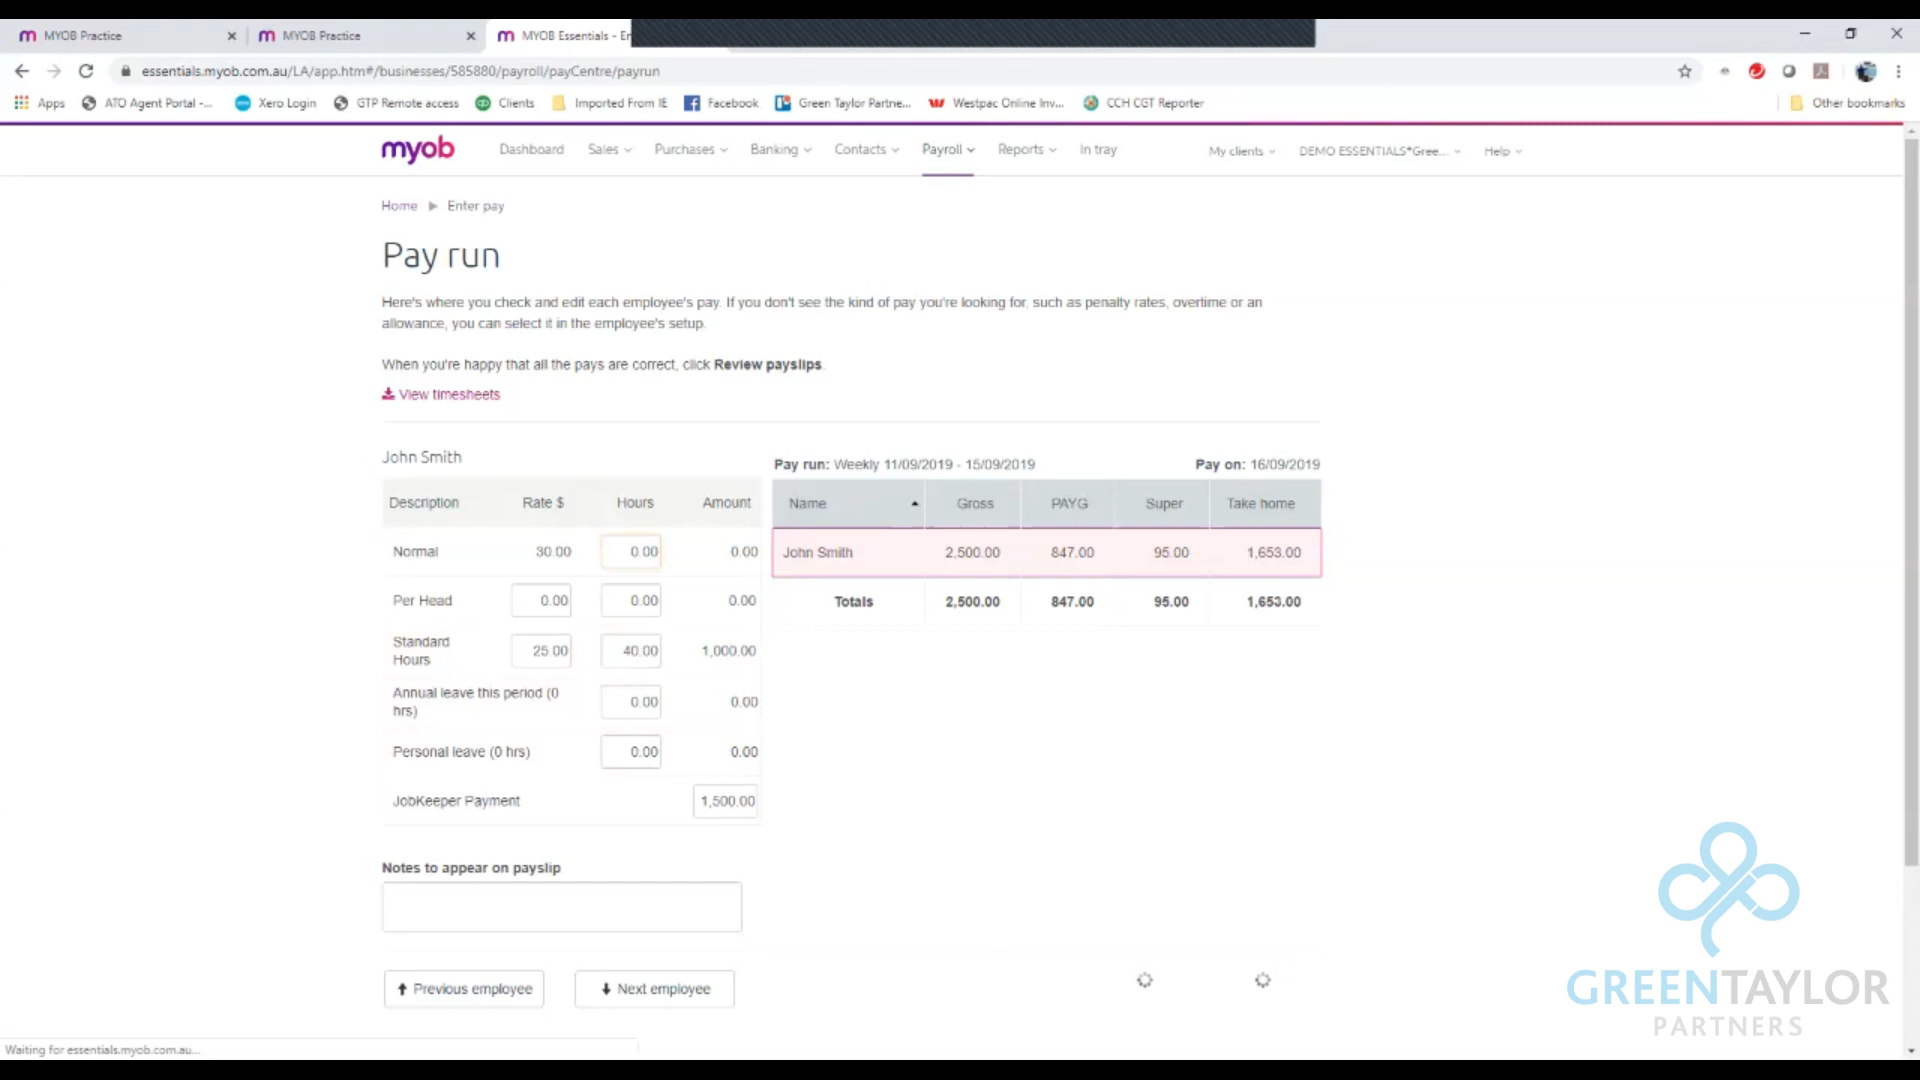 MYOB Practice
MYOB Practice
MYOB Essentials - Er
essentials.myob.com.au/LA/app.htm#/businesses/585880/payroll/payCentre/payrun
Apps
ATO Agent Portal -...
Xero Login
GTP Remote access
Clients
Imported From IE
Facebook
Green Taylor Partne...
Westpac Online Inv...
CCH CGT Reporter
Other bookmarks
myob
Dashboard
Sales
Purchases
Banking
Contacts
Payroll
Reports
In tray
My clients
DEMO ESSENTIALS*Gree...
Help
Home
Enter pay
Pay run
Here's where you check and edit each employee's pay. If you don't see the kind of pay you're looking for, such as penalty rates, overtime or an
allowance, you can select it in the employee's setup.
When you're happy that all the pays are correct, click Review payslips.
View timesheets
John Smith
Description Rate $ Hours Amount
Normal 30.00 0.00 0.00
Per Head 0.00 0.00 0.00
Standard
Hours 25.00 40.00 1,000.00
Annual leave this period (0
hrs) 0.00 0.00
Personal leave (0 hrs) 0.00 0.00
JobKeeper Payment 1,500.00
Pay run: Weekly 11/09/2019 - 15/09/2019 Pay on: 16/09/2019
Name Gross PAYG Super Take home
John Smith 2,500.00 847.00 95.00 1,653.00
Totals 2,500.00 847.00 95.00 1,653.00
Notes to appear on payslip
Previous employee
Next employee
GREENTAYLOR
PARTNERS
Waiting for essentials.myob.com.au...